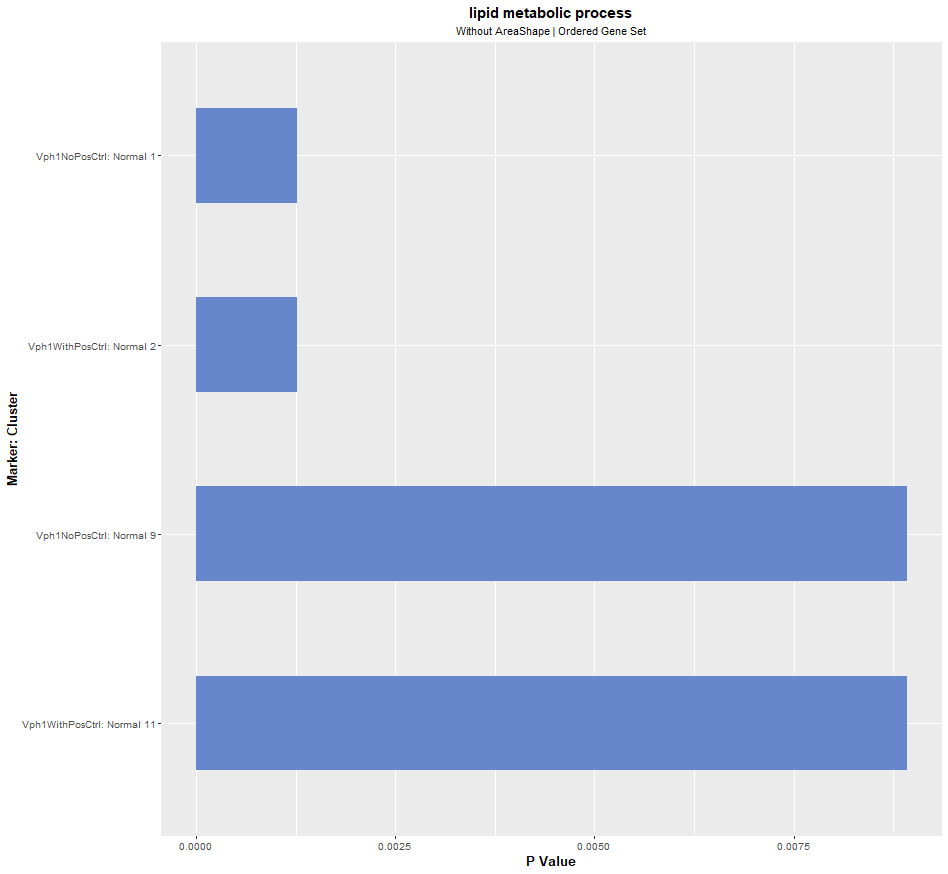 lipid metabolic process
Without AreaShape | Ordered Gene Set
Marker: Cluster
Vph1NoPosCtrl: Normal 1
Vph1WithPosCtrl: Normal 2
Vph1NoPosCtrl: Normal 9
Vph1WithPosCtrl: Normal 11
0.0000
0.0025
0.0050
0.0075
P Value